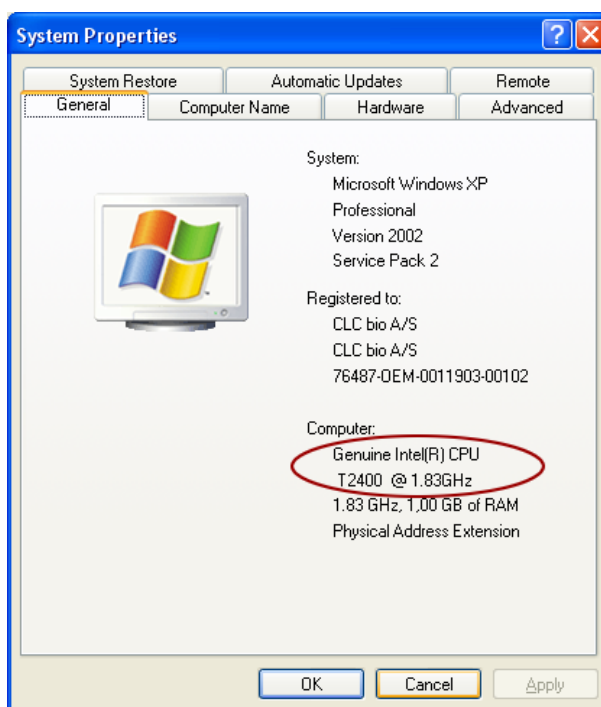 System Properties
System Restore Automatic Updates Remote
General Computer Name Hardware Advanced
System:
Microsoft Windows XP
Professional
Version 2002
Service Pack 2
Registered to:
CLC bio A/S
CLC bio A/S
76487-OEM-0011903-00102
Computer:
Genuine Intel(R) CPU
T2400 @ 1.83GHz
1.83 GHz, 1,00 GB of RAM
Physical Address Extension
OK Cancel Apply